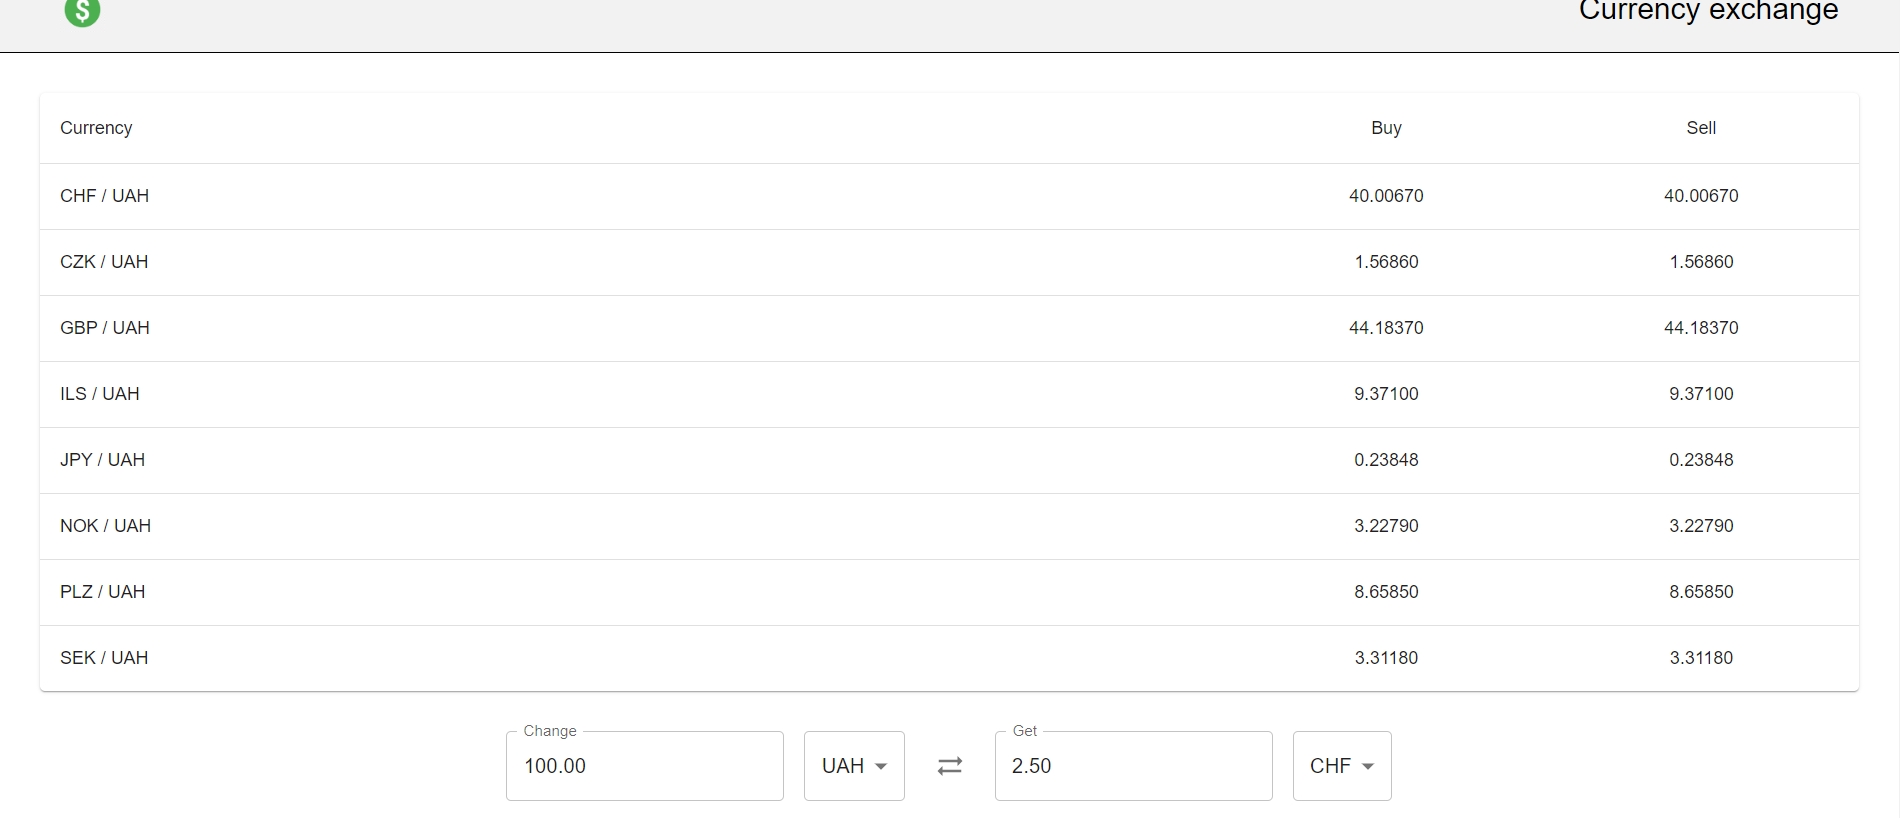 $ Currency exchange
Currency Buy Sell
CHF / UAH 40.00670 40.00670
CZK / UAH 1.56860 1.56860
GBP / UAH 44.18370 44.18370
ILS / UAH 9.37100 9.37100
JPY / UAH 0.23848 0.23848
NOK / UAH 3.22790 3.22790
PLZ / UAH 8.65850 8.65850
SEK / UAH 3.31180 3.31180
Change Get
100.00 UAH 2.50 CHF